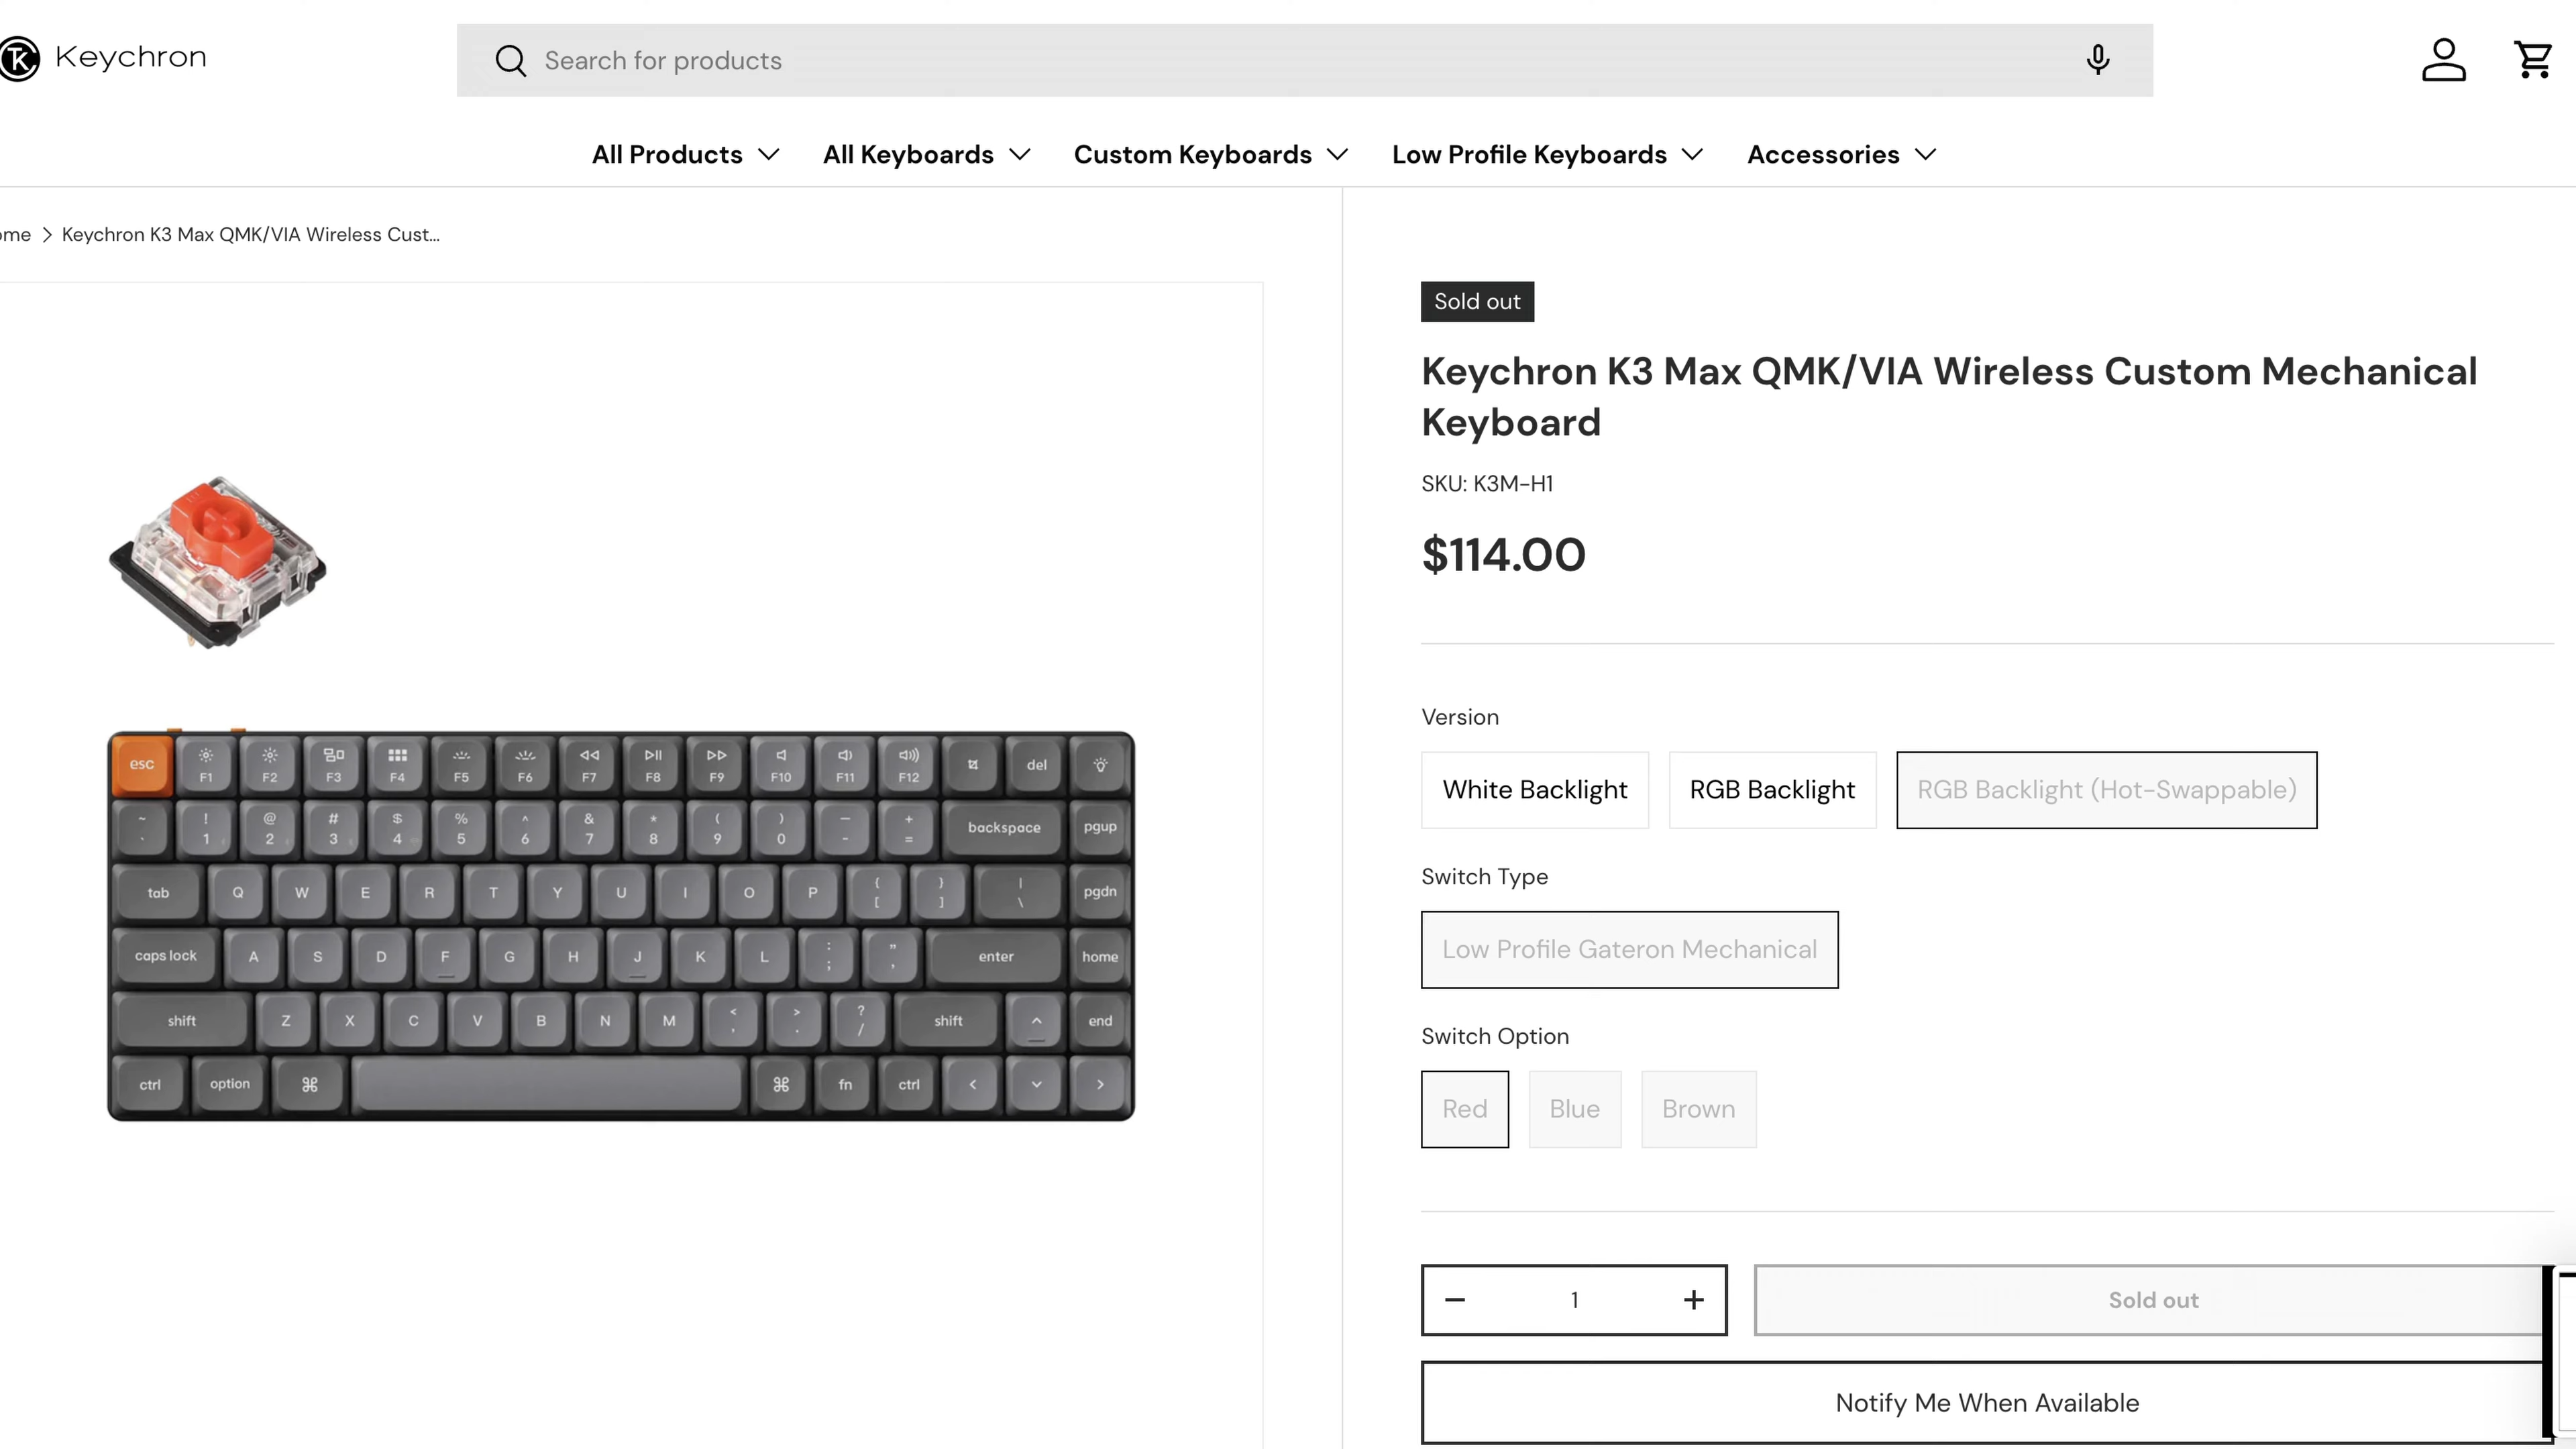 Keychron
Search for products
All Products
All Keyboards
Custom Keyboards
Low Profile Keyboards
Accessories
ome > Keychron K3 Max QMK/VIA Wireless Cust...
Sold out
Keychron K3 Max QMK/VIA Wireless Custom Mechanical
Keyboard
SKU: K3M-H1
$114.00
Version
White Backlight
RGB Backlight
RGB Backlight (Hot-Swappable)
Switch Type
Low Profile Gateron Mechanical
Switch Option
Red
Blue
Brown
1
Sold out
Notify Me When Available
esc F1 F2 F3 F4 F5 F6 F7 F8 F9 F10 F11 F12 del
~ ! @ # $ % ^ & * ( ) — +
` 1 2 3 4 5 6 7 8 9 0 - = backspace pgup
tab Q W E R T Y U I O P { [ } ] | \ pgdn
caps lock A S D F G H J K L : ; " ' enter home
shift Z X C V B N M < , > . ? / shift ^ end
ctrl option ⌘ ⌘ fn ctrl < ⌄ >